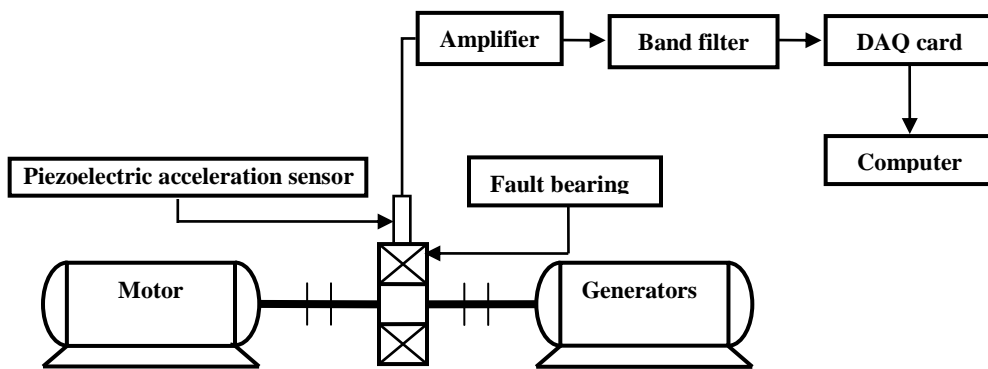 Amplifier
Band filter
DAQ card
Computer
Piezoelectric acceleration sensor
Fault bearing
Motor
Generators